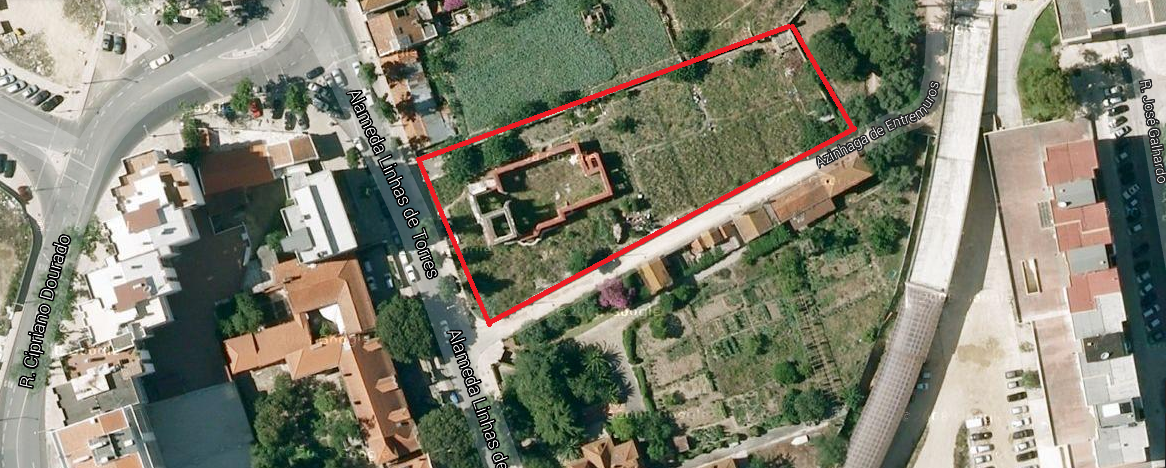 Alameda Linhas de Torres
R. Cipriano Dourado
Alameda Linhas de
Azinhaga de Entremuros
R. José Galhardo